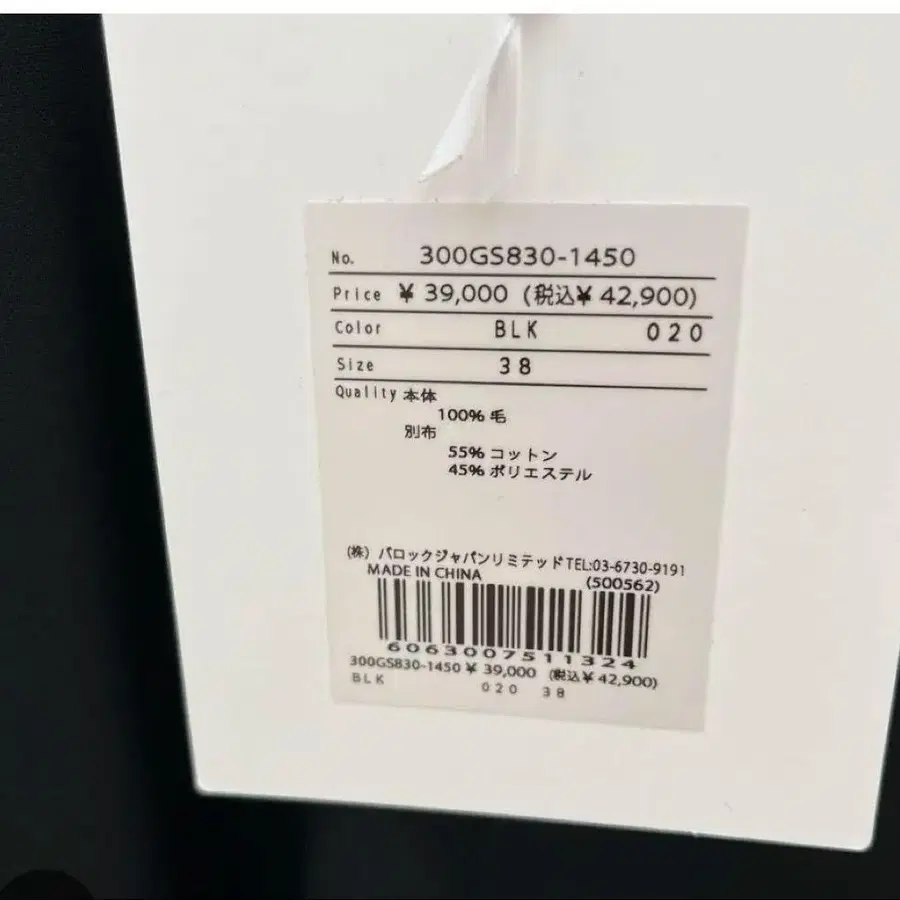 No. 300GS830-1450
Price ¥ 39,000 (税込¥ 42,900)
Color BLK 020
Size 38
Quality 本体
100% 毛
別布
55% コットン
45% ポリエステル
(株) バロックジャパンリミテッドTEL:03-6730-9191
MADE IN CHINA (500562)
6063007511324
300GS830-1450 ¥ 39,000 (税込¥ 42,900)
BLK 020 38